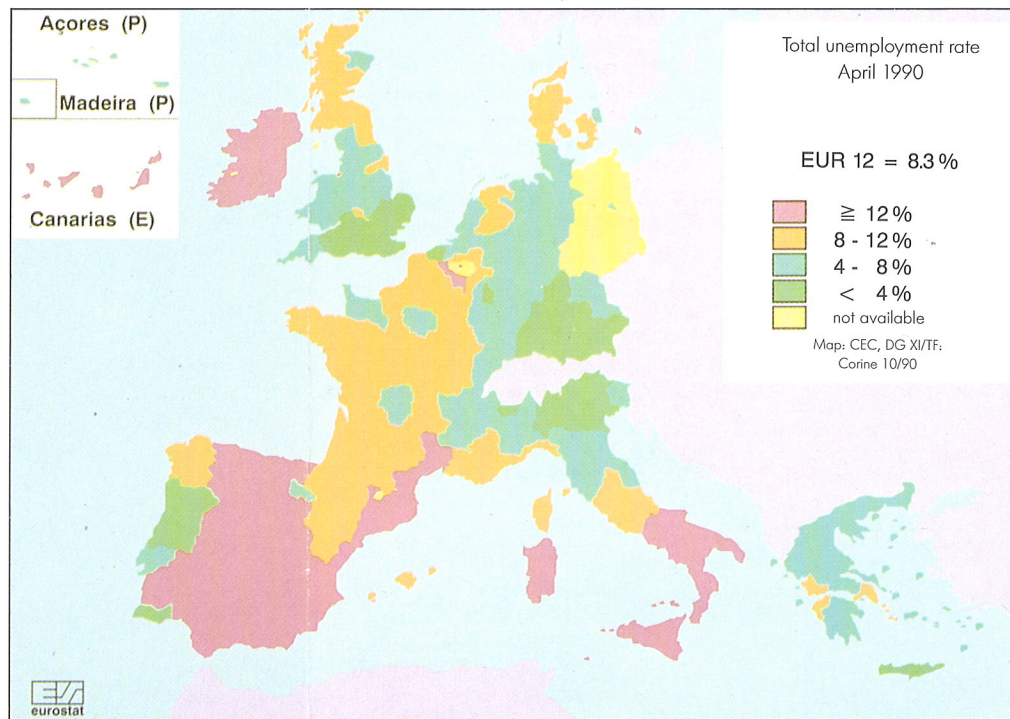 Açores (P)
Madeira (P)
Canarias (E)
Total unemployment rate
April 1990
EUR 12 = 8.3 %
≧ 12 %
8 - 12 %
4 - 8 %
< 4 %
not available
Map: CEC, DG XI/TF:
Corine 10/90
eurostat